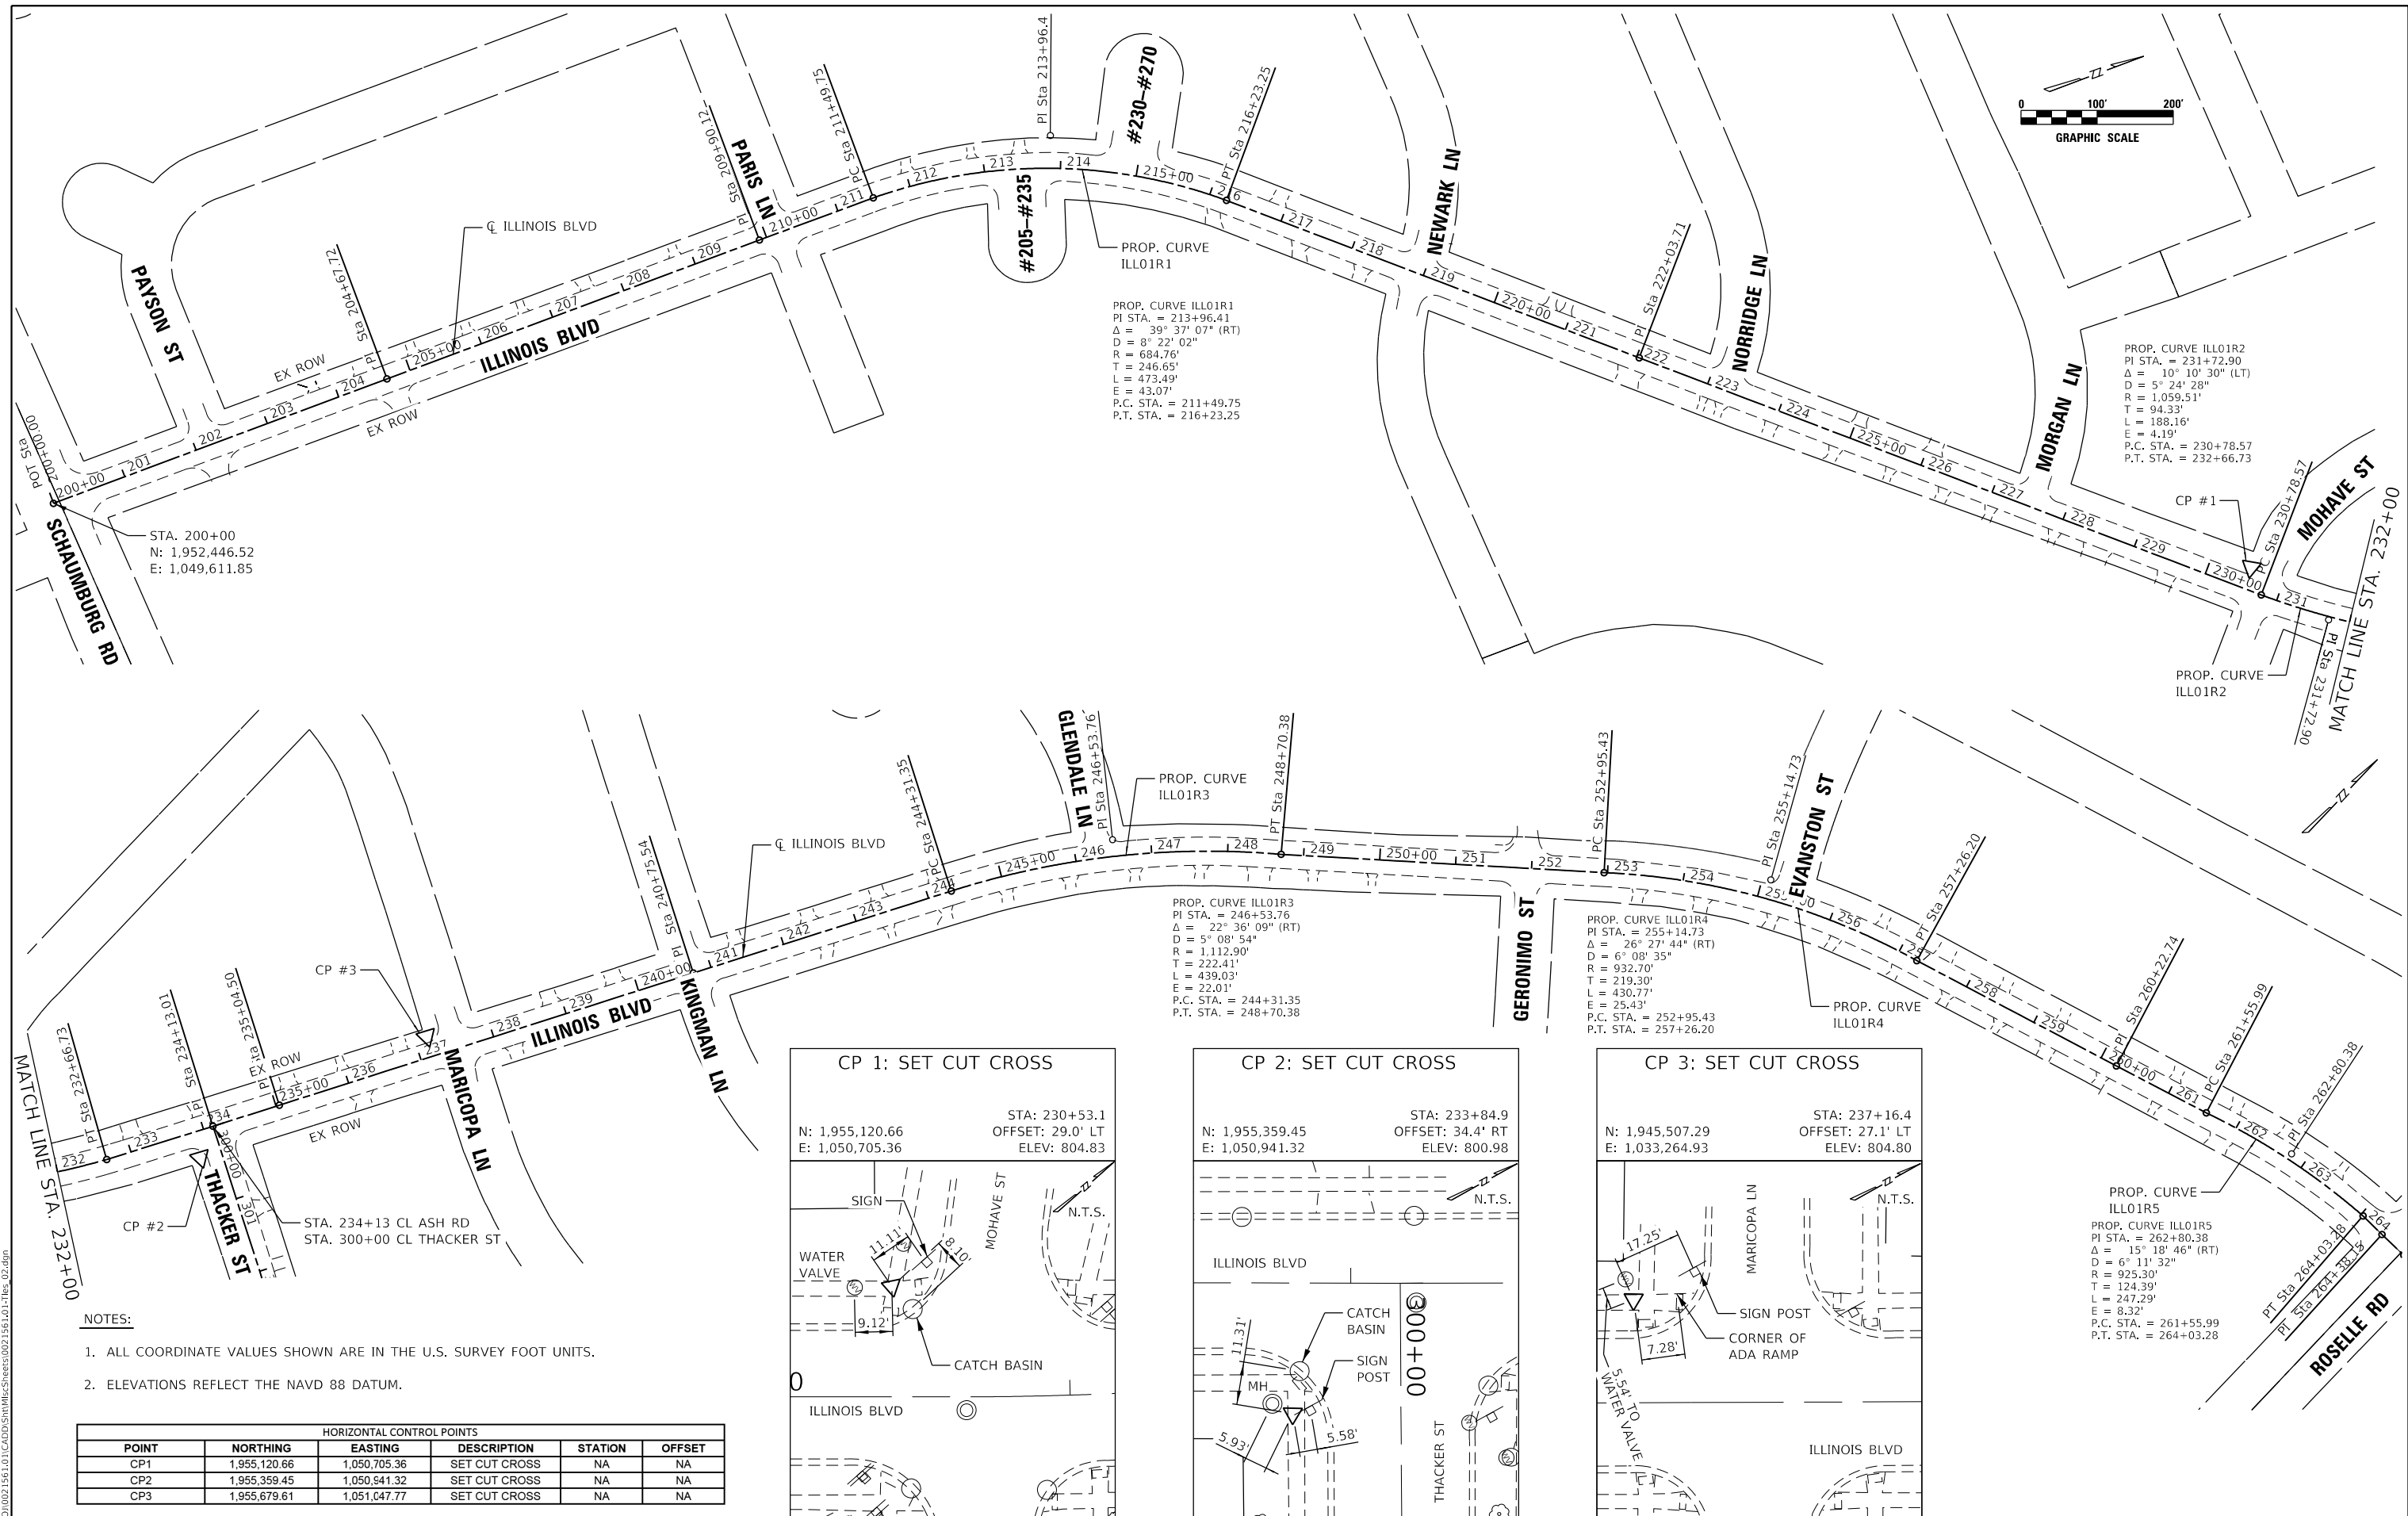 PI Sta 213+96.4
#230–#270
PT Sta 216+23.25
PC Sta 211+49.75
PI Sta 209+90.12
PARIS LN
0 100' 200'
GRAPHIC SCALE
NEWARK LN
PI Sta 222+03.71
NORRIDGE LN
MORGAN LN
PAYSON ST
℄ ILLINOIS BLVD
PI Sta 204+67.72
#205–#235
PROP. CURVE
ILL01R1
EX ROW
ILLINOIS BLVD
EX ROW
200+00
201
202
203
204
205+00
206
207
208
209
210+00
211
212
213
214
215+00
216
217
218
219
220+00
221
222
223
224
225+00
226
227
228
229
230+00
231
PROP. CURVE ILL01R1
PI STA. = 213+96.41
Δ = 39° 37' 07" (RT)
D = 8° 22' 02"
R = 684.76'
T = 246.65'
L = 473.49'
E = 43.07'
P.C. STA. = 211+49.75
P.T. STA. = 216+23.25
PROP. CURVE ILL01R2
PI STA. = 231+72.90
Δ = 10° 10' 30" (LT)
D = 5° 24' 28"
R = 1,059.51'
T = 94.33'
L = 188.16'
E = 4.19'
P.C. STA. = 230+78.57
P.T. STA. = 232+66.73
POT Sta 200+00.00
SCHAUMBURG RD
STA. 200+00
N: 1,952,446.52
E: 1,049,611.85
CP #1
PC Sta 230+78.57
MOHAVE ST
MATCH LINE STA. 232+00
PI Sta 231+72.90
PROP. CURVE
ILL01R2
MATCH LINE STA. 232+00
PT Sta 232+66.73
PI Sta 234+13.01
PI Sta 235+04.50
EX ROW
EX ROW
CP #3
MARICOPA LN
ILLINOIS BLVD
PI Sta 240+75.54
KINGMAN LN
℄ ILLINOIS BLVD
PC Sta 244+31.35
GLENDALE LN
PI Sta 246+53.76
PROP. CURVE
ILL01R3
PT Sta 248+70.38
PC Sta 252+95.43
GERONIMO ST
PI Sta 255+14.73
EVANSTON ST
PT Sta 257+26.20
PROP. CURVE
ILL01R4
PI Sta 260+22.74
PC Sta 261+55.99
PI Sta 262+80.38
232
233
234
235+00
236
237
238
239
240+00
241
242
243
244
245+00
246
247
248
249
250+00
251
252
253
254
256
257
258
259
260+00
261
262
263
264
300+00
301
THACKER ST
CP #2
STA. 234+13 CL ASH RD
STA. 300+00 CL THACKER ST
PROP. CURVE ILL01R3
PI STA. = 246+53.76
Δ = 22° 36' 09" (RT)
D = 5° 08' 54"
R = 1,112.90'
T = 222.41'
L = 439.03'
E = 22.01'
P.C. STA. = 244+31.35
P.T. STA. = 248+70.38
PROP. CURVE ILL01R4
PI STA. = 255+14.73
Δ = 26° 27' 44" (RT)
D = 6° 08' 35"
R = 932.70'
T = 219.30'
L = 430.77'
E = 25.43'
P.C. STA. = 252+95.43
P.T. STA. = 257+26.20
PROP. CURVE
ILL01R5
PROP. CURVE ILL01R5
PI STA. = 262+80.38
Δ = 15° 18' 46" (RT)
D = 6° 11' 32"
R = 925.30'
T = 124.39'
L = 247.29'
E = 8.32'
P.C. STA. = 261+55.99
P.T. STA. = 264+03.28
PT Sta 264+03.28
PI Sta 264+38.15
ROSELLE RD
CP 1: SET CUT CROSS
STA: 230+53.1
N: 1,955,120.66 OFFSET: 29.0' LT
E: 1,050,705.36 ELEV: 804.83
SIGN
MOHAVE ST
N.T.S.
11.11'
8.10'
WATER
VALVE
9.12'
CATCH BASIN
0
ILLINOIS BLVD
CP 2: SET CUT CROSS
STA: 233+84.9
N: 1,955,359.45 OFFSET: 34.4' RT
E: 1,050,941.32 ELEV: 800.98
N.T.S.
ILLINOIS BLVD
CATCH
BASIN
11.31'
SIGN
POST
MH
300+00
5.93'
5.58'
THACKER ST
CP 3: SET CUT CROSS
STA: 237+16.4
N: 1,945,507.29 OFFSET: 27.1' LT
E: 1,033,264.93 ELEV: 804.80
N.T.S.
MARICOPA LN
17.25'
SIGN POST
CORNER OF
ADA RAMP
7.28'
5.54' TO
WATER VALVE
ILLINOIS BLVD
NOTES:
1. ALL COORDINATE VALUES SHOWN ARE IN THE U.S. SURVEY FOOT UNITS.
2. ELEVATIONS REFLECT THE NAVD 88 DATUM.
HORIZONTAL CONTROL POINTS
POINT NORTHING EASTING DESCRIPTION STATION OFFSET
CP1 1,955,120.66 1,050,705.36 SET CUT CROSS NA NA
CP2 1,955,359.45 1,050,941.32 SET CUT CROSS NA NA
CP3 1,955,679.61 1,051,047.77 SET CUT CROSS NA NA